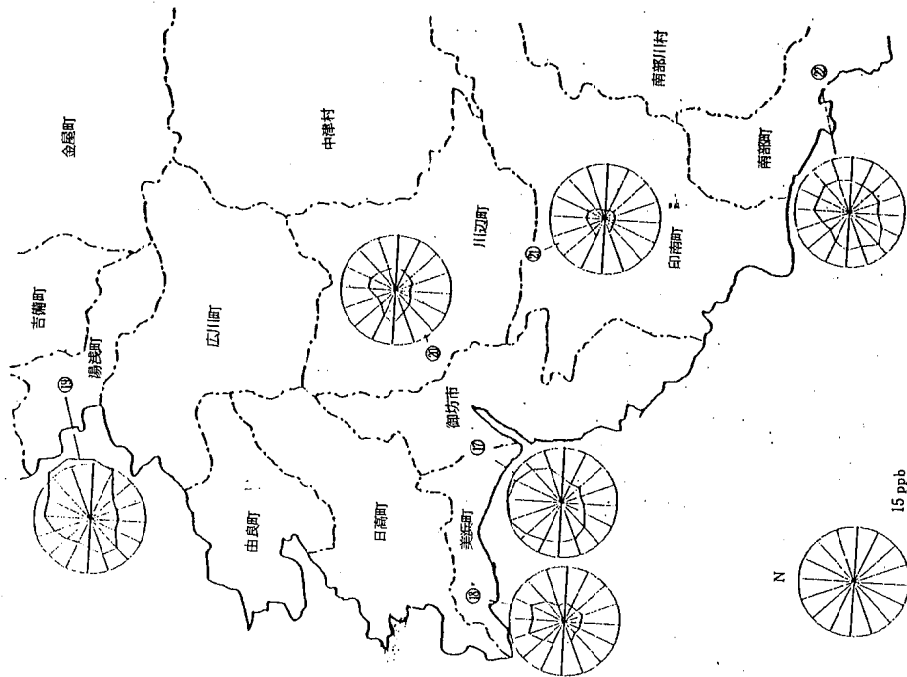 金屋町
吉備町
湯浅町
⑲
広川町
中津村
川辺町
⑳
由良町
日高町
御坊市
美浜町
⑰
⑱
㉑
印南町
南部川村
南部町
㉒
N
15 ppb